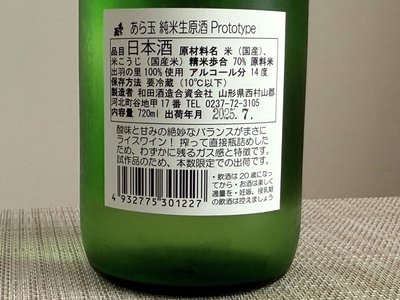 あら玉 純米生原酒 Prototype
品目 日本酒 原材料名 米（国産）、
米こうじ（国産米） 精米歩合 70% 原料米
出羽の里100%使用 アルコール分 14度
保存方法 要冷蔵（10℃以下）
製造者 和田酒造合資会社 山形県西村山郡
河北町谷地甲17番 TEL 0237-72-3105
内容量 720ml 出荷年月 2025. 7.
酸味と甘みの絶妙なバランスがまさに
ライスワイン！ 搾って直接瓶詰めした
ため、わずかに残るガス感と特徴です。
試作品のため、本数限定での出荷です。
・飲酒は20歳になっ
てから・お酒は楽しく
適量を・妊娠、授乳期
の飲酒は控えましょう
4 932775 301227